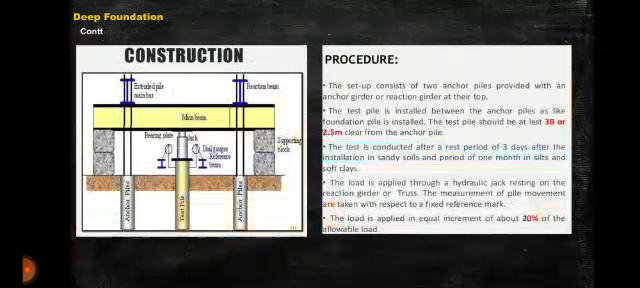 Deep Foundation
Contt
CONSTRUCTION
Extruded pile
main bar
Reaction beam
Main beam
Bearing plate
Jack
Dial gauges
Reference
beam
Supporting
block
Anchor Piles
Test Pile
Anchor Piles
PROCEDURE:
• The set-up consists of two anchor piles provided with an
anchor girder or reaction girder at their top.
• The test pile is installed between the anchor piles as like
foundation pile is installed. The test pile should be at lest 3B or
2.5m clear from the anchor pile.
• The test is conducted after a rest period of 3 days after the
installation in sandy soils and period of one month in silts and
soft clays.
• The load is applied through a hydraulic jack resting on the
reaction girder or Truss. The measurement of pile movement
are taken with respect to a fixed reference mark.
• The load is applied in equal increment of about 20% of the
allowable load.